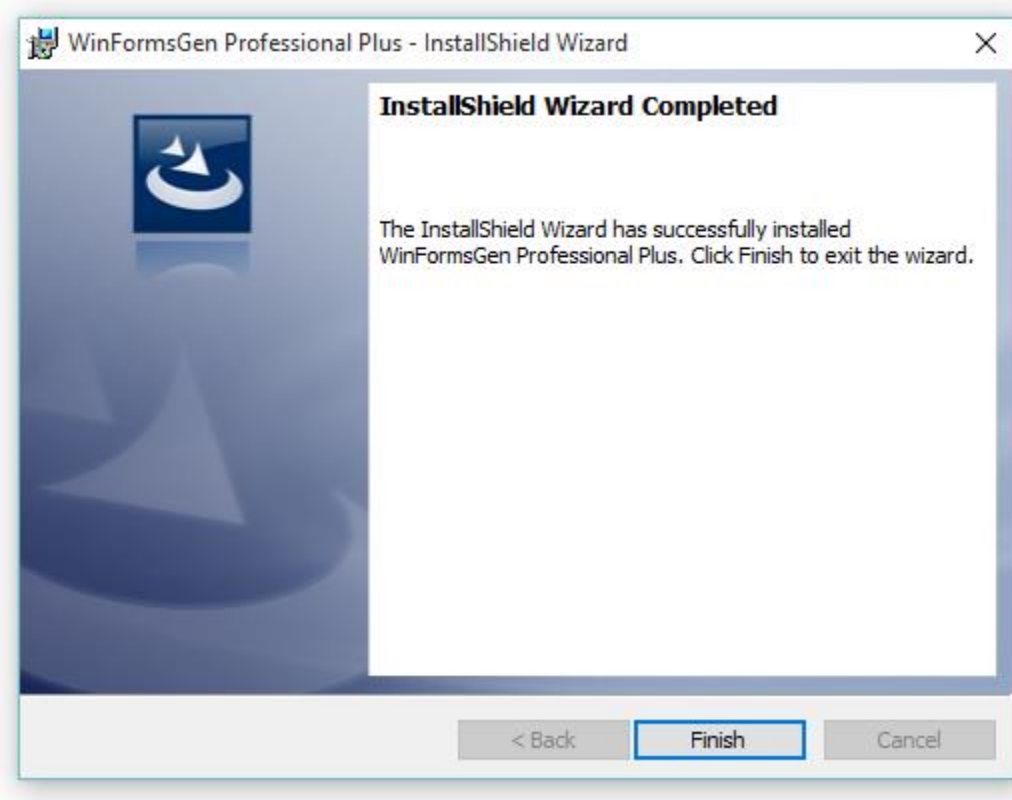 WinFormsGen Professional Plus - InstallShield Wizard
InstallShield Wizard Completed
The InstallShield Wizard has successfully installed
WinFormsGen Professional Plus. Click Finish to exit the wizard.
< Back
Finish
Cancel